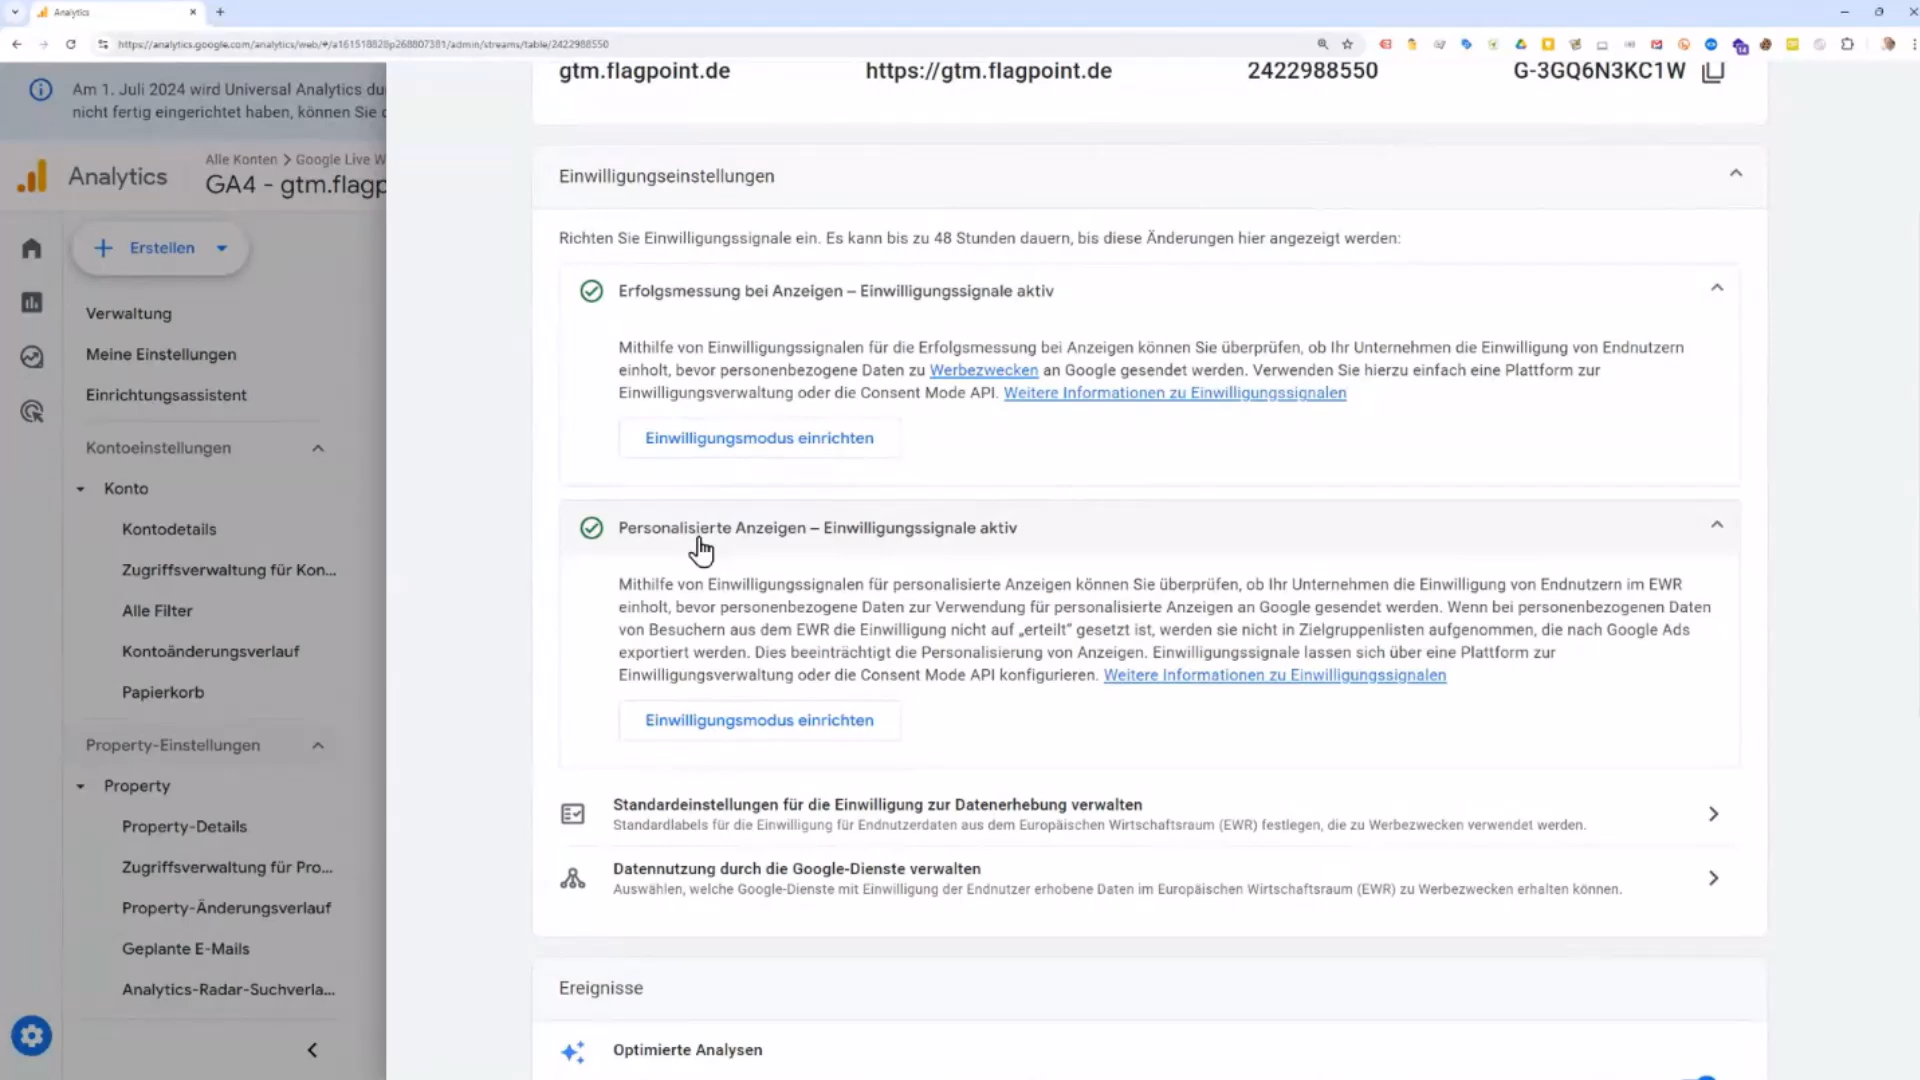 Analytics
https://analytics.google.com/analytics/web/#/a161518828p268807381/admin/streams/table/2422988550
Am 1. Juli 2024 wird Universal Analytics du
nicht fertig eingerichtet haben, können Sie d
Analytics
Alle Konten > Google Live W
GA4 - gtm.flagp
Erstellen
Verwaltung
Meine Einstellungen
Einrichtungsassistent
Kontoeinstellungen
Konto
Kontodetails
Zugriffsverwaltung für Kon...
Alle Filter
Kontoänderungsverlauf
Papierkorb
Property-Einstellungen
Property
Property-Details
Zugriffsverwaltung für Pro...
Property-Änderungsverlauf
Geplante E-Mails
Analytics-Radar-Suchverla...
gtm.flagpoint.de https://gtm.flagpoint.de 2422988550 G-3GQ6N3KC1W
Einwilligungseinstellungen
Richten Sie Einwilligungssignale ein. Es kann bis zu 48 Stunden dauern, bis diese Änderungen hier angezeigt werden:
Erfolgsmessung bei Anzeigen – Einwilligungssignale aktiv
Mithilfe von Einwilligungssignalen für die Erfolgsmessung bei Anzeigen können Sie überprüfen, ob Ihr Unternehmen die Einwilligung von Endnutzern
einholt, bevor personenbezogene Daten zu Werbezwecken an Google gesendet werden. Verwenden Sie hierzu einfach eine Plattform zur
Einwilligungsverwaltung oder die Consent Mode API. Weitere Informationen zu Einwilligungssignalen
Einwilligungsmodus einrichten
Personalisierte Anzeigen – Einwilligungssignale aktiv
Mithilfe von Einwilligungssignalen für personalisierte Anzeigen können Sie überprüfen, ob Ihr Unternehmen die Einwilligung von Endnutzern im EWR
einholt, bevor personenbezogene Daten zur Verwendung für personalisierte Anzeigen an Google gesendet werden. Wenn bei personenbezogenen Daten
von Besuchern aus dem EWR die Einwilligung nicht auf „erteilt“ gesetzt ist, werden sie nicht in Zielgruppenlisten aufgenommen, die nach Google Ads
exportiert werden. Dies beeinträchtigt die Personalisierung von Anzeigen. Einwilligungssignale lassen sich über eine Plattform zur
Einwilligungsverwaltung oder die Consent Mode API konfigurieren. Weitere Informationen zu Einwilligungssignalen
Einwilligungsmodus einrichten
Standardeinstellungen für die Einwilligung zur Datenerhebung verwalten
Standardlabels für die Einwilligung für Endnutzerdaten aus dem Europäischen Wirtschaftsraum (EWR) festlegen, die zu Werbezwecken verwendet werden.
Datennutzung durch die Google-Dienste verwalten
Auswählen, welche Google-Dienste mit Einwilligung der Endnutzer erhobene Daten im Europäischen Wirtschaftsraum (EWR) zu Werbezwecken erhalten können.
Ereignisse
Optimierte Analysen